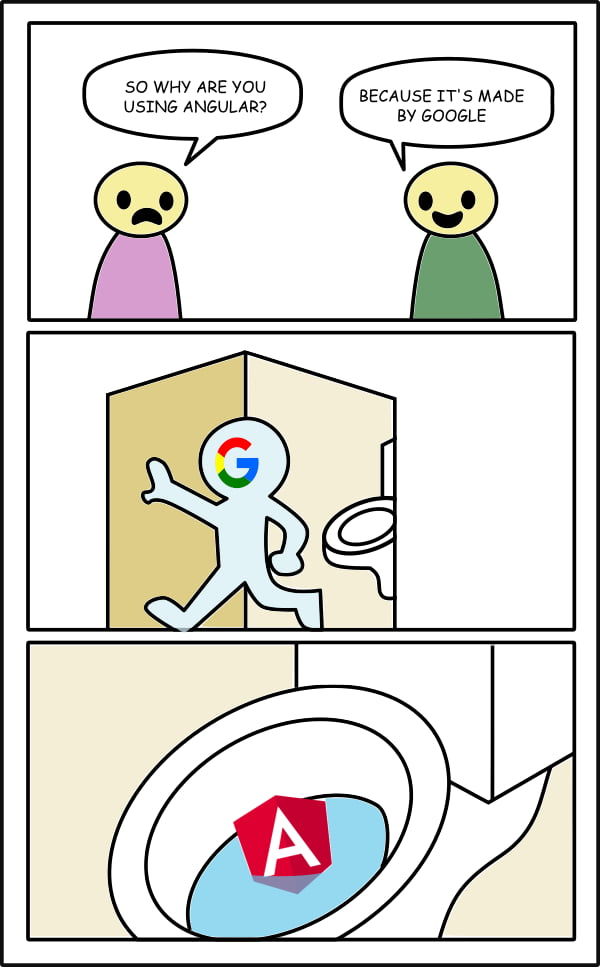 SO WHY ARE YOU
USING ANGULAR?
BECAUSE IT'S MADE
BY GOOGLE
G
A